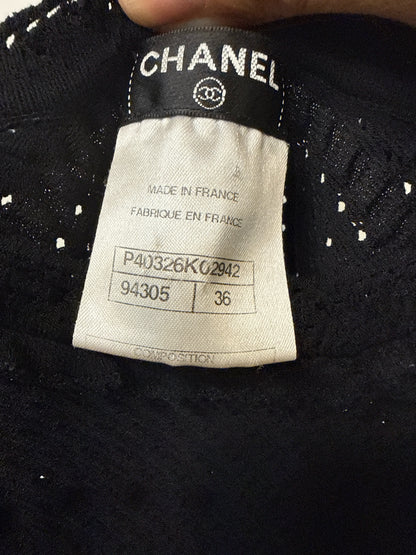 CHANEL
MADE IN FRANCE
FABRIQUE EN FRANCE
P40326K02942
94305 36
COMPOSITION